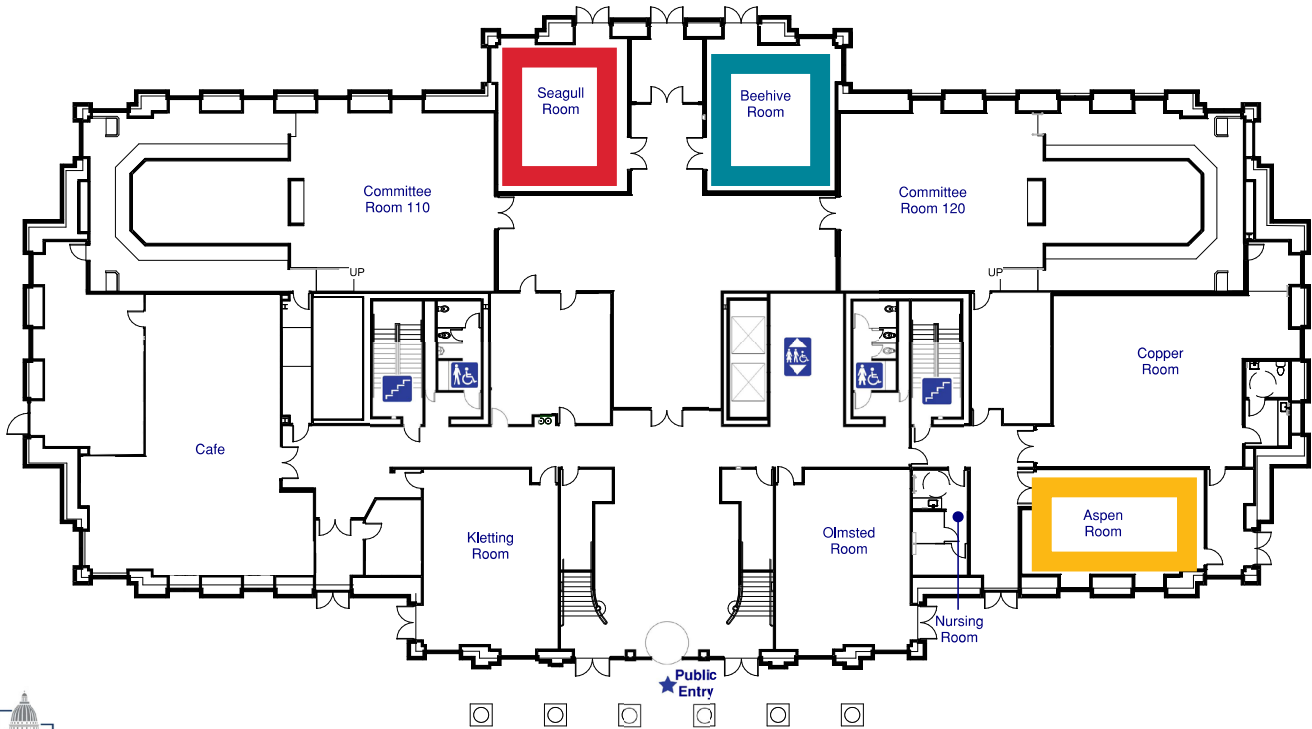 Seagull
Room
Beehive
Room
Committee
Room 110
Committee
Room 120
UP
UP
Copper
Room
Cafe
Aspen
Room
Kletting
Room
Olmsted
Room
Nursing
Room
Public
Entry